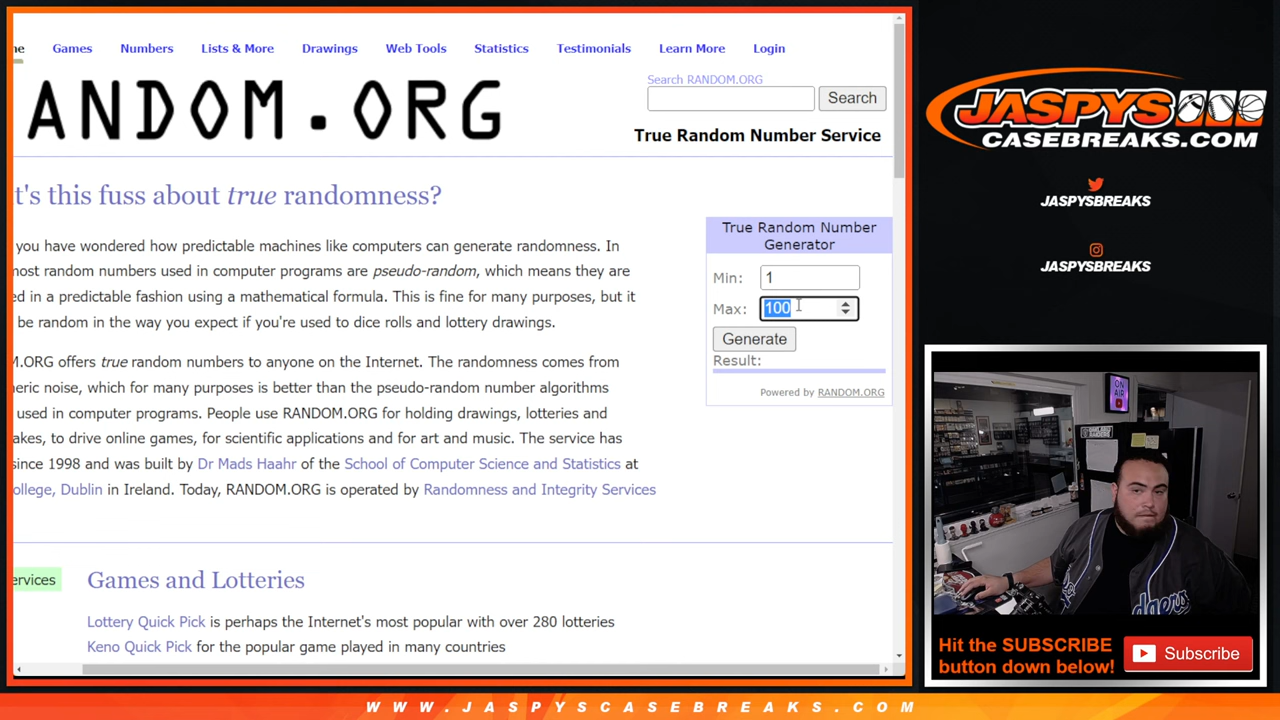 ne Games Numbers Lists & More Drawings Web Tools Statistics Testimonials Learn More Login
ANDOM.ORG
Search RANDOM.ORG
Search
True Random Number Service
t's this fuss about true randomness?
you have wondered how predictable machines like computers can generate randomness. In
most random numbers used in computer programs are pseudo-random, which means they are
ed in a predictable fashion using a mathematical formula. This is fine for many purposes, but it
be random in the way you expect if you're used to dice rolls and lottery drawings.
M.ORG offers true random numbers to anyone on the Internet. The randomness comes from
eric noise, which for many purposes is better than the pseudo-random number algorithms
used in computer programs. People use RANDOM.ORG for holding drawings, lotteries and
akes, to drive online games, for scientific applications and for art and music. The service has
since 1998 and was built by Dr Mads Haahr of the School of Computer Science and Statistics at
ollege, Dublin in Ireland. Today, RANDOM.ORG is operated by Randomness and Integrity Services
True Random Number
Generator
Min: 1
Max: 100
Generate
Result:
Powered by RANDOM.ORG
ervices
Games and Lotteries
Lottery Quick Pick is perhaps the Internet's most popular with over 280 lotteries
Keno Quick Pick for the popular game played in many countries
JASPYS
CASEBREAKS.COM
JASPYSBREAKS
JASPYSBREAKS
ON
AIR
dgers
Hit the SUBSCRIBE
button down below!
Subscribe
WWW.JASPYSCASEBREAKS.COM